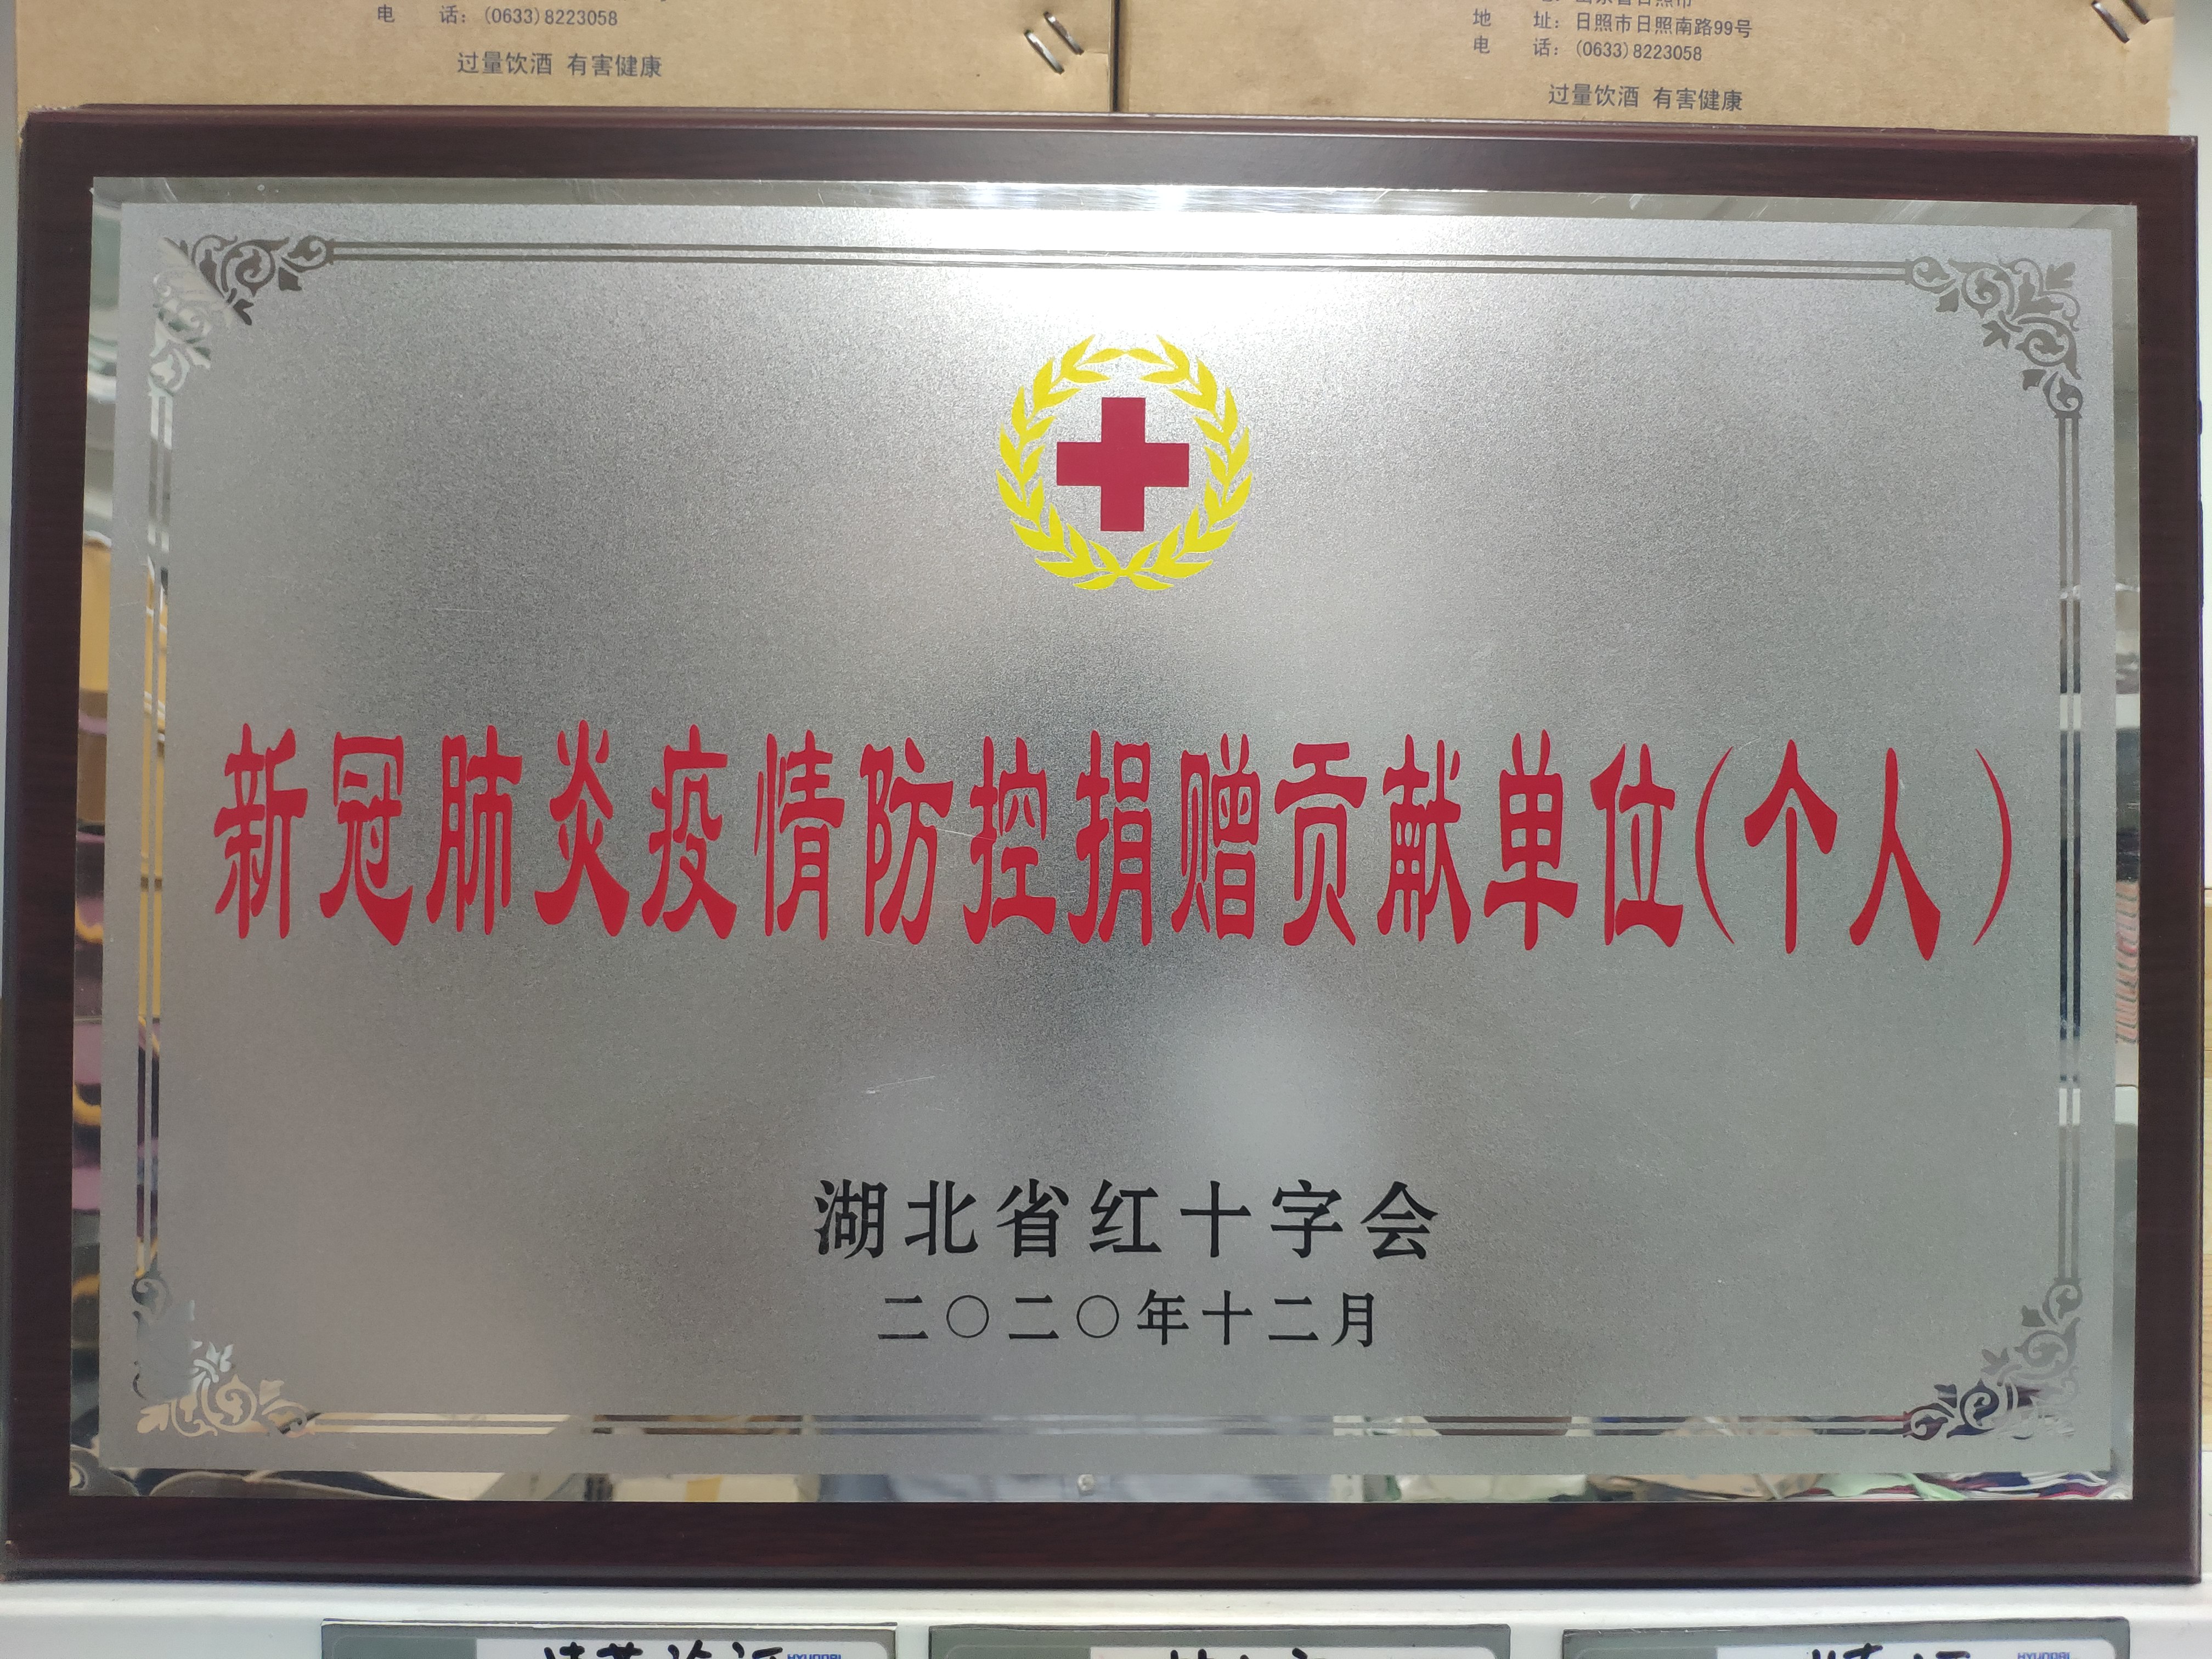 电 话：(0633)8223058
过量饮酒 有害健康
地 址：日照市日照南路99号
电 话：(0633)8223058
过量饮酒 有害健康
新冠肺炎疫情防控捐赠贡献单位(个人)
湖北省红十字会
二〇二〇年十二月
HYUNDAI
HYUNDAI